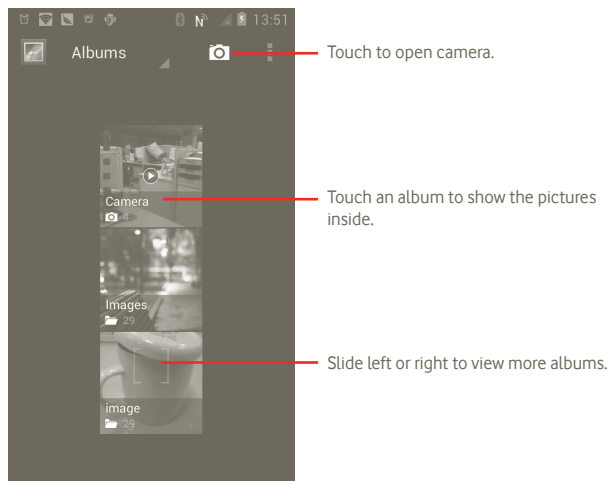 13:51
Albums
Touch to open camera.
Camera
Touch an album to show the pictures
inside.
Images
29
Slide left or right to view more albums.
image
29